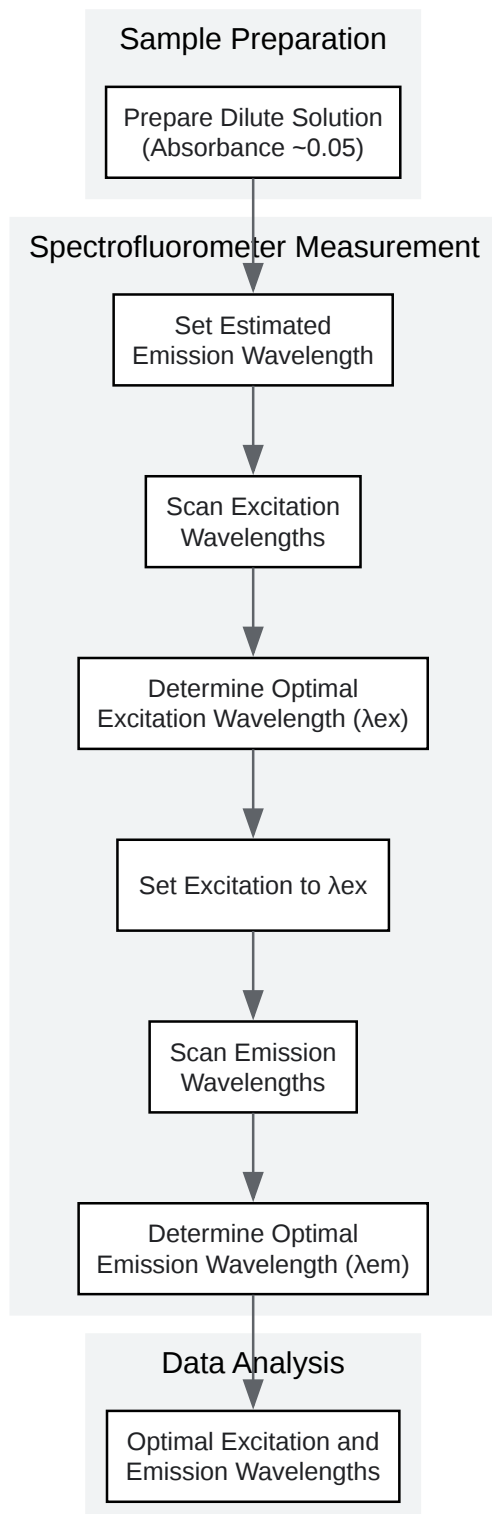 Sample Preparation
Prepare Dilute Solution
(Absorbance ~0.05)
Spectrofluorometer Measurement
Set Estimated
Emission Wavelength
Scan Excitation
Wavelengths
Determine Optimal
Excitation Wavelength (λex)
Set Excitation to λex
Scan Emission
Wavelengths
Determine Optimal
Emission Wavelength (λem)
Data Analysis
Optimal Excitation and
Emission Wavelengths